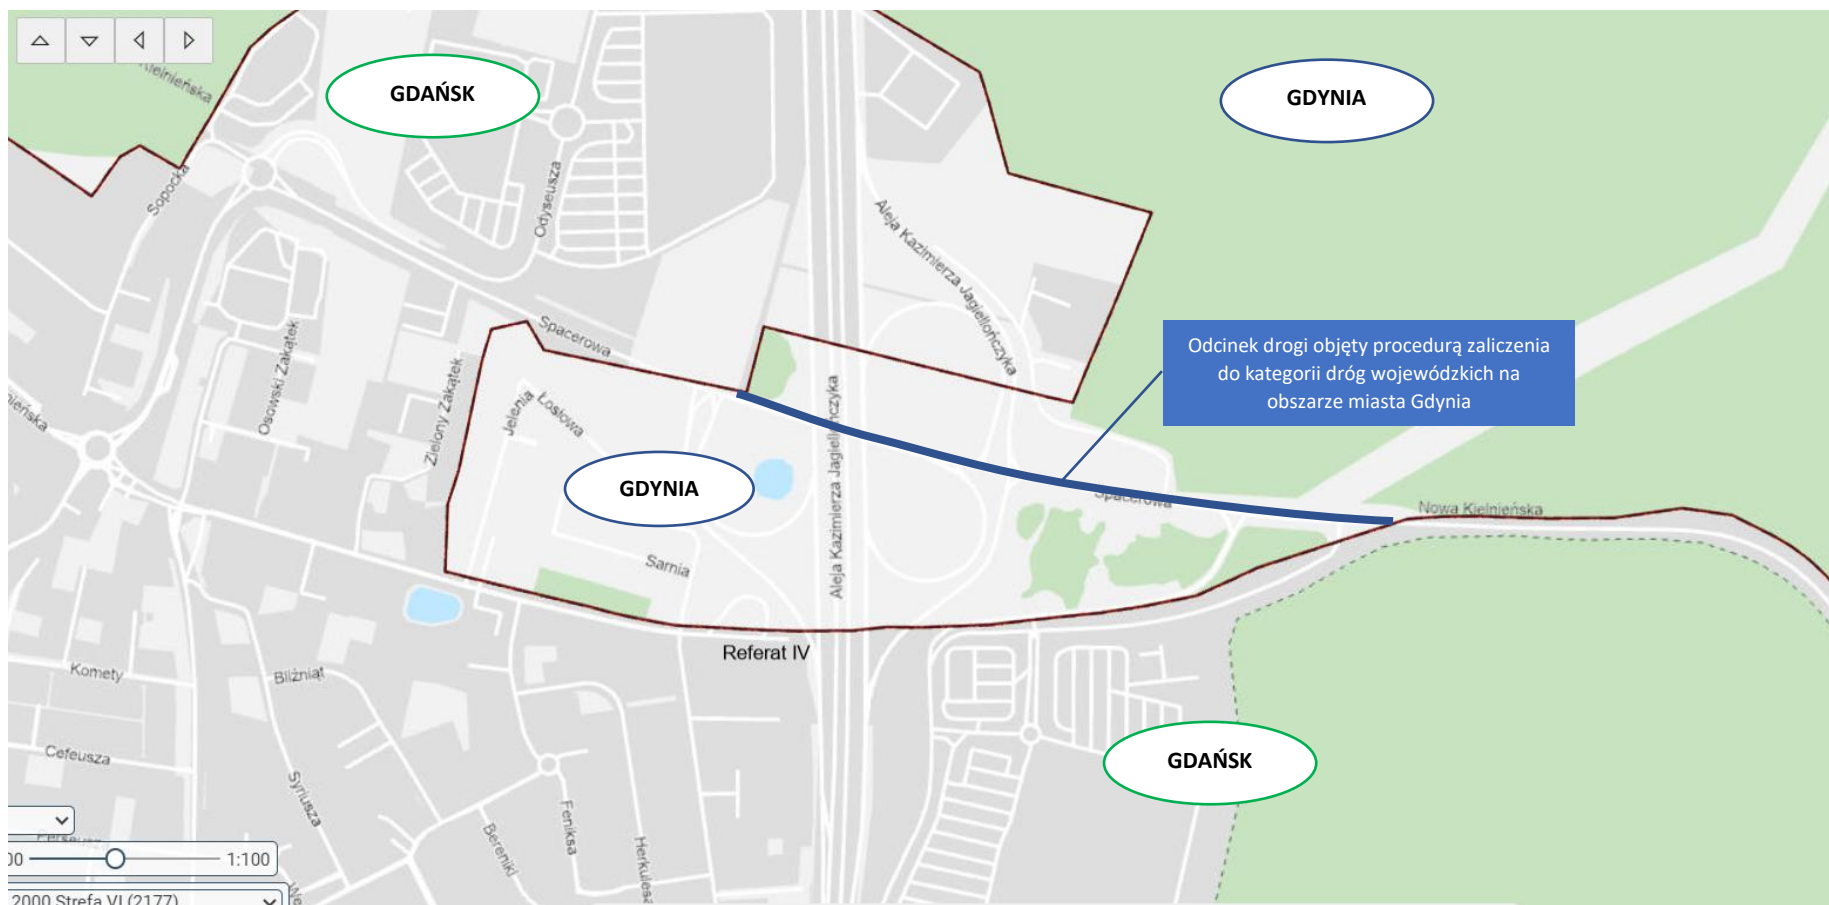 Kielnieńska
GDAŃSK
GDYNIA
Sopocka
Odyseusza
Aleja Kazimierza Jagiellończyka
Spacerowa
Osowski Zakątek
Zielony Zakątek
Jelenia
Łosiowa
Aleja Kazimierza Jagiellończyka
Odcinek drogi objęty procedurą zaliczenia
do kategorii dróg wojewódzkich na
obszarze miasta Gdynia
GDYNIA
Spacerowa
Nowa Kielnieńska
Sarnia
Referat IV
Komety
Bliźniąt
Cefeusza
Syriusza
Bereniki
Feniksa
Herkulesa
GDAŃSK
Perseusza
1:100
2000 Strefa VI (2177)